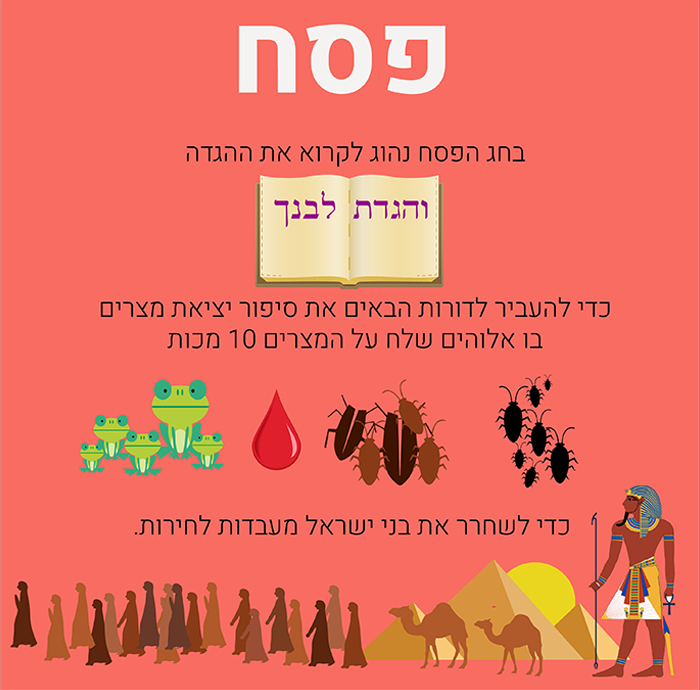 פסח
בחג הפסח נהוג לקרוא את ההגדה
והגדת לבנך
כדי להעביר לדורות הבאים את סיפור יציאת מצרים
בו אלוהים שלח על המצרים 10 מכות
כדי לשחרר את בני ישראל מעבדות לחירות.